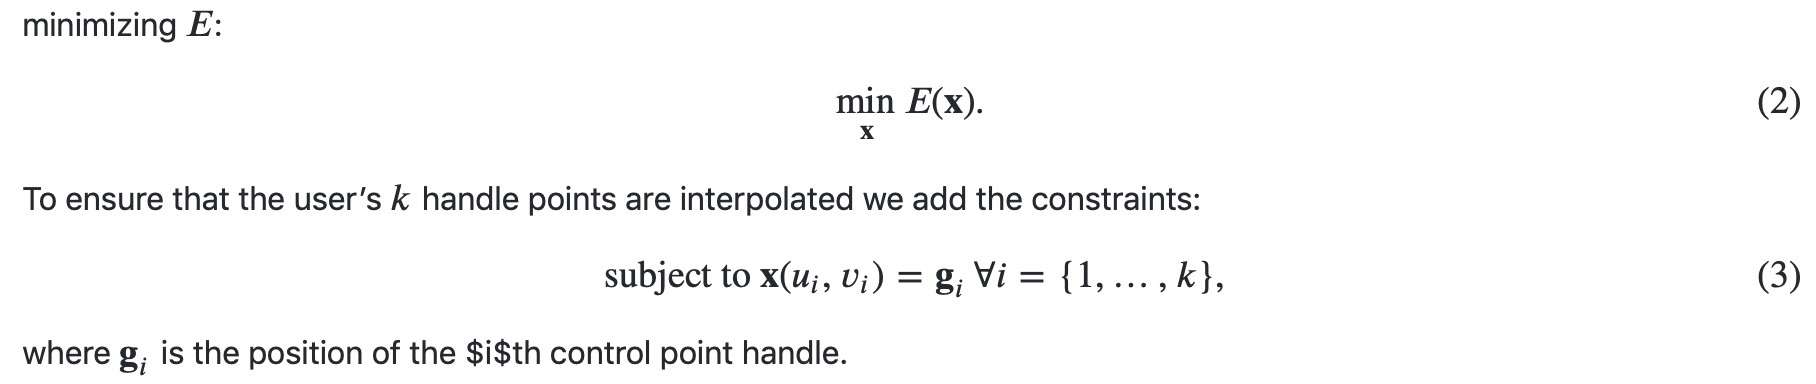 minimizing E:
min E(x). (2)
x
To ensure that the user's k handle points are interpolated we add the constraints:
subject to x(uᵢ, vᵢ) = gᵢ ∀i = {1, … , k}, (3)
where gᵢ is the position of the $i$th control point handle.